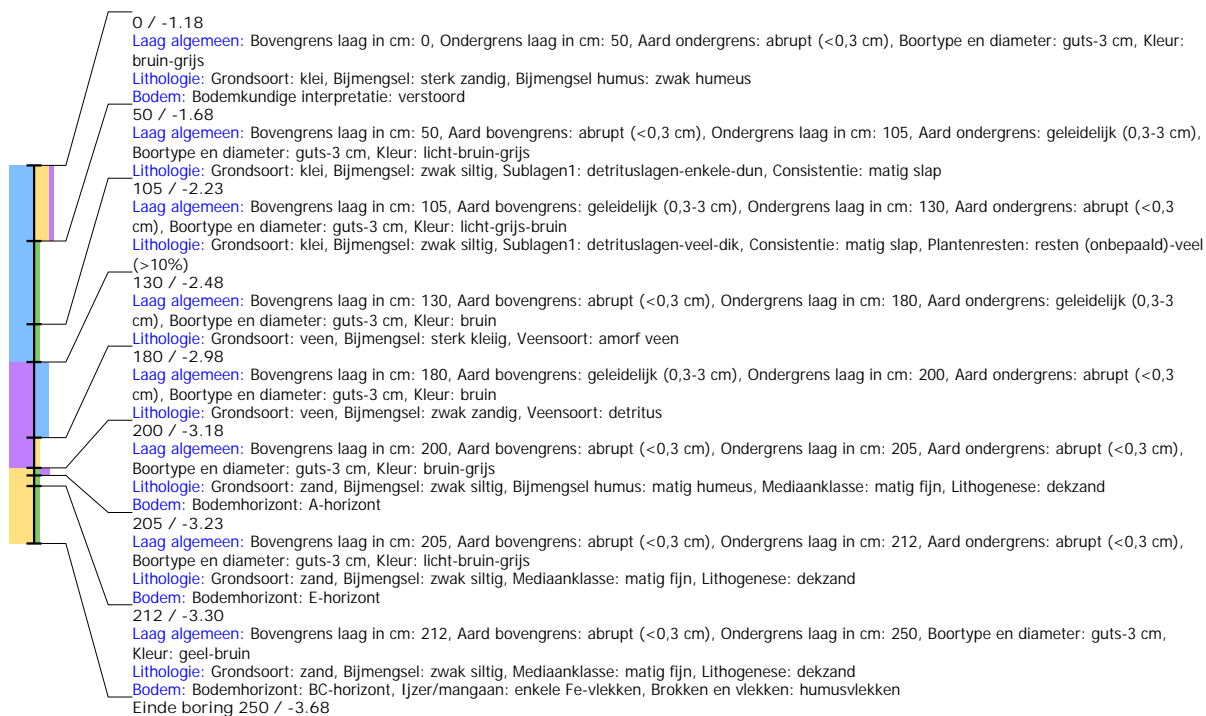 0 / -1.18
Laag algemeen: Bovengrens laag in cm: 0, Ondergrens laag in cm: 50, Aard ondergrens: abrupt (<0,3 cm), Boortype en diameter: guts-3 cm, Kleur:
bruin-grijs
Lithologie: Grondsoort: klei, Bijmengsel: sterk zandig, Bijmengsel humus: zwak humeus
Bodem: Bodemkundige interpretatie: verstoord
50 / -1.68
Laag algemeen: Bovengrens laag in cm: 50, Aard bovengrens: abrupt (<0,3 cm), Ondergrens laag in cm: 105, Aard ondergrens: geleidelijk (0,3-3 cm),
Boortype en diameter: guts-3 cm, Kleur: licht-bruin-grijs
Lithologie: Grondsoort: klei, Bijmengsel: zwak siltig, Sublagen1: detrituslagen-enkele-dun, Consistentie: matig slap
105 / -2.23
Laag algemeen: Bovengrens laag in cm: 105, Aard bovengrens: geleidelijk (0,3-3 cm), Ondergrens laag in cm: 130, Aard ondergrens: abrupt (<0,3
cm), Boortype en diameter: guts-3 cm, Kleur: licht-grijs-bruin
Lithologie: Grondsoort: klei, Bijmengsel: zwak siltig, Sublagen1: detrituslagen-veel-dik, Consistentie: matig slap, Plantenresten: resten (onbepaald)-veel
(>10%)
130 / -2.48
Laag algemeen: Bovengrens laag in cm: 130, Aard bovengrens: abrupt (<0,3 cm), Ondergrens laag in cm: 180, Aard ondergrens: geleidelijk (0,3-3
cm), Boortype en diameter: guts-3 cm, Kleur: bruin
Lithologie: Grondsoort: veen, Bijmengsel: sterk kleiig, Veensoort: amorf veen
180 / -2.98
Laag algemeen: Bovengrens laag in cm: 180, Aard bovengrens: geleidelijk (0,3-3 cm), Ondergrens laag in cm: 200, Aard ondergrens: abrupt (<0,3
cm), Boortype en diameter: guts-3 cm, Kleur: bruin
Lithologie: Grondsoort: veen, Bijmengsel: zwak zandig, Veensoort: detritus
200 / -3.18
Laag algemeen: Bovengrens laag in cm: 200, Aard bovengrens: abrupt (<0,3 cm), Ondergrens laag in cm: 205, Aard ondergrens: abrupt (<0,3 cm),
Boortype en diameter: guts-3 cm, Kleur: bruin-grijs
Lithologie: Grondsoort: zand, Bijmengsel: zwak siltig, Bijmengsel humus: matig humeus, Mediaanklasse: matig fijn, Lithogenese: dekzand
Bodem: Bodemhorizont: A-horizont
205 / -3.23
Laag algemeen: Bovengrens laag in cm: 205, Aard bovengrens: abrupt (<0,3 cm), Ondergrens laag in cm: 212, Aard ondergrens: abrupt (<0,3 cm),
Boortype en diameter: guts-3 cm, Kleur: licht-bruin-grijs
Lithologie: Grondsoort: zand, Bijmengsel: zwak siltig, Mediaanklasse: matig fijn, Lithogenese: dekzand
Bodem: Bodemhorizont: E-horizont
212 / -3.30
Laag algemeen: Bovengrens laag in cm: 212, Aard bovengrens: abrupt (<0,3 cm), Ondergrens laag in cm: 250, Boortype en diameter: guts-3 cm,
Kleur: geel-bruin
Lithologie: Grondsoort: zand, Bijmengsel: zwak siltig, Mediaanklasse: matig fijn, Lithogenese: dekzand
Bodem: Bodemhorizont: BC-horizont, Ijzer/mangaan: enkele Fe-vlekken, Brokken en vlekken: humusvlekken
Einde boring 250 / -3.68